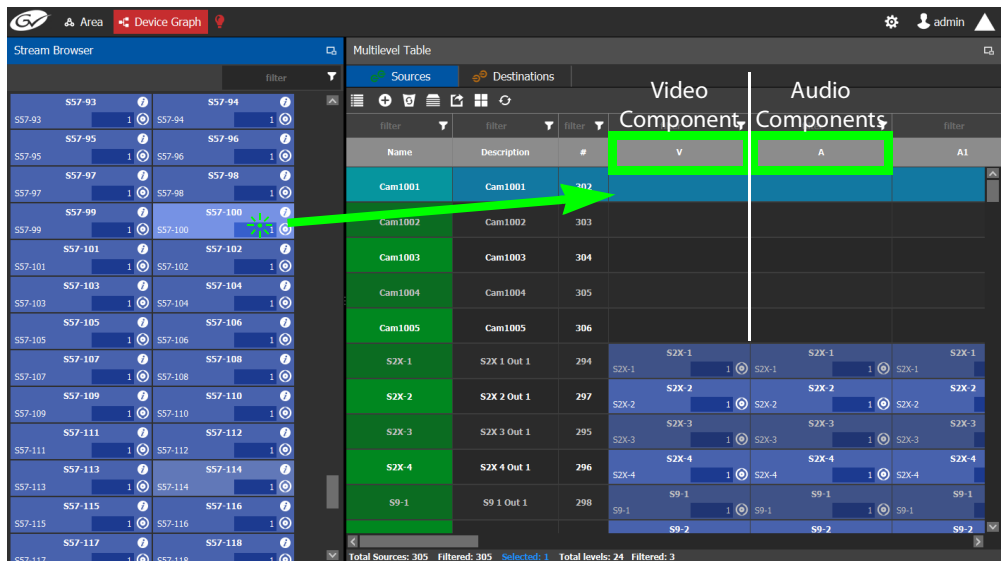 GV Area Device Graph admin
Stream Browser
filter
S57-93 S57-94
S57-93 1 S57-94 1
S57-95 S57-96
S57-95 1 S57-96 1
S57-97 S57-98
S57-97 1 S57-98 1
S57-99 S57-100
S57-99 1 S57-100 1
S57-101 S57-102
S57-101 1 S57-102 1
S57-103 S57-104
S57-103 1 S57-104 1
S57-105 S57-106
S57-105 1 S57-106 1
S57-107 S57-108
S57-107 1 S57-108 1
S57-109 S57-110
S57-109 1 S57-110 1
S57-111 S57-112
S57-111 1 S57-112 1
S57-113 S57-114
S57-113 1 S57-114 1
S57-115 S57-116
S57-115 1 S57-116 1
S57-117 S57-118
S57-117 1 S57-118 1
Multilevel Table
Sources Destinations
Video Component
Audio Components
filter filter filter filter
Name Description # V A A1
Cam1001 Cam1001 302
Cam1002 Cam1002 303
Cam1003 Cam1003 304
Cam1004 Cam1004 305
Cam1005 Cam1005 306
S2X-1 S2X 1 Out 1 294 S2X-1 S2X-1 S2X-1
S2X-1 1 S2X-1 1 S2X-1
S2X-2 S2X 2 Out 1 297 S2X-2 S2X-2 S2X-2
S2X-2 1 S2X-2 1 S2X-2
S2X-3 S2X 3 Out 1 295 S2X-3 S2X-3 S2X-3
S2X-3 1 S2X-3 1 S2X-3
S2X-4 S2X 4 Out 1 296 S2X-4 S2X-4 S2X-4
S2X-4 1 S2X-4 1 S2X-4
S9-1 S9 1 Out 1 298 S9-1 S9-1 S9-1
S9-1 1 S9-1 1 S9-1
S9-2 S9-2 S9-2
Total Sources: 305 Filtered: 305 Selected: 1 Total levels: 24 Filtered: 3